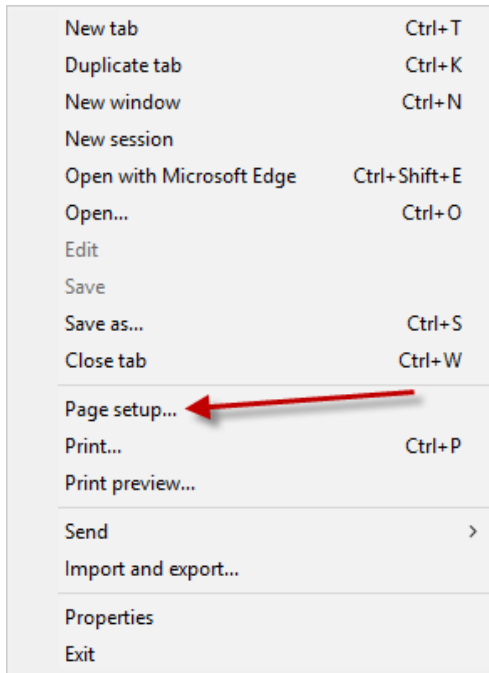 New tab Ctrl+T
Duplicate tab Ctrl+K
New window Ctrl+N
New session
Open with Microsoft Edge Ctrl+Shift+E
Open... Ctrl+O
Edit
Save
Save as... Ctrl+S
Close tab Ctrl+W
Page setup...
Print... Ctrl+P
Print preview...
Send
Import and export...
Properties
Exit